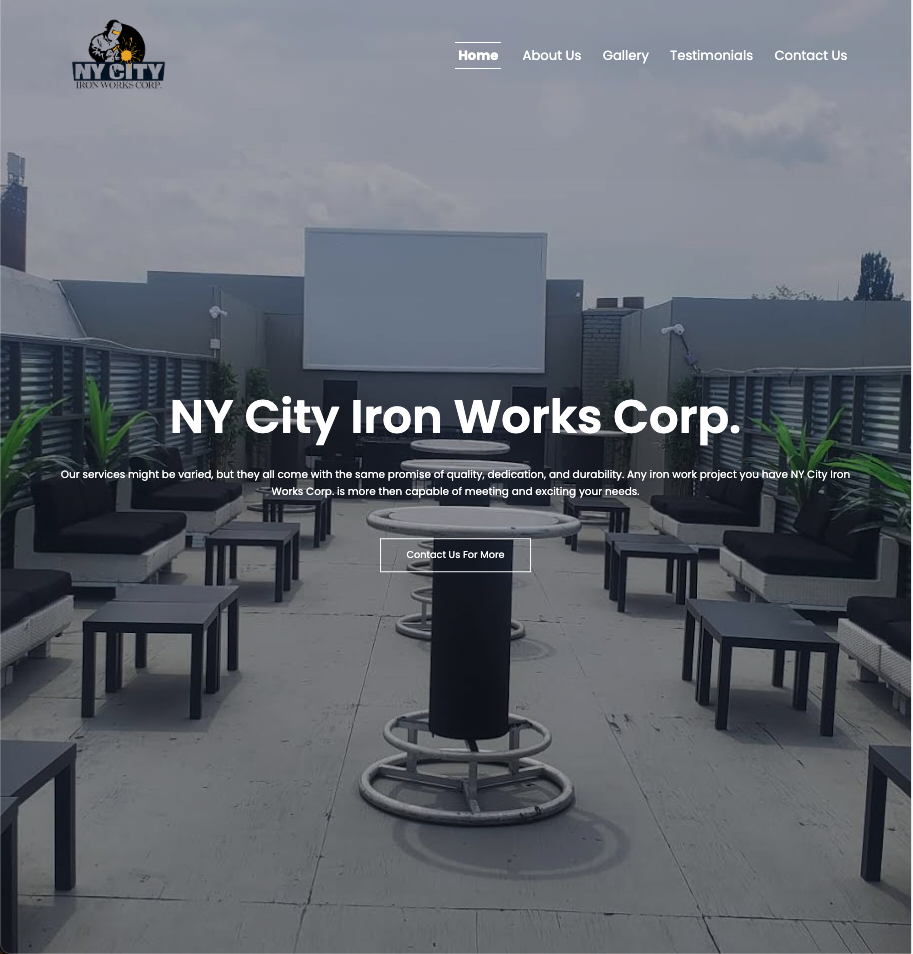 NY CITY
IRON WORKS CORP.
Home About Us Gallery Testimonials Contact Us
NY City Iron Works Corp.
Our services might be varied, but they all come with the same promise of quality, dedication, and durability. Any iron work project you have NY City Iron
Works Corp. is more then capable of meeting and exciting your needs.
Contact Us For More